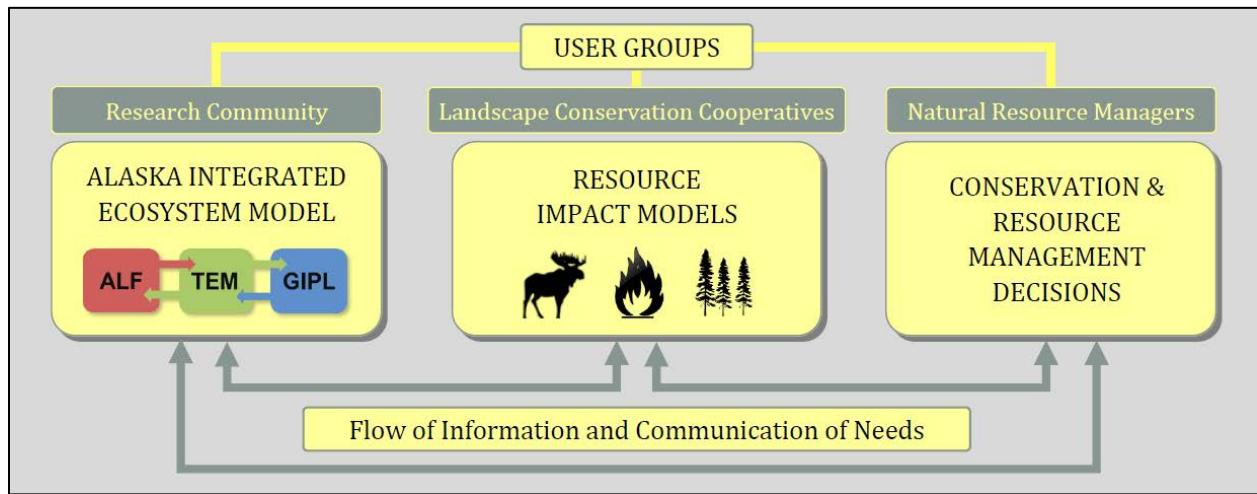 USER GROUPS
Research Community
Landscape Conservation Cooperatives
Natural Resource Managers
ALASKA INTEGRATED
ECOSYSTEM MODEL
ALF
TEM
GIPL
RESOURCE
IMPACT MODELS
CONSERVATION &
RESOURCE
MANAGEMENT
DECISIONS
Flow of Information and Communication of Needs